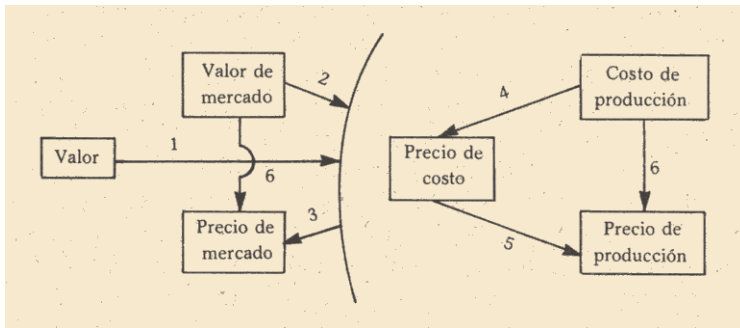 Valor de
mercado
2
Costo de
producción
4
1
Valor
6
Precio de
costo
6
3
Precio de
mercado
5
Precio de
producción